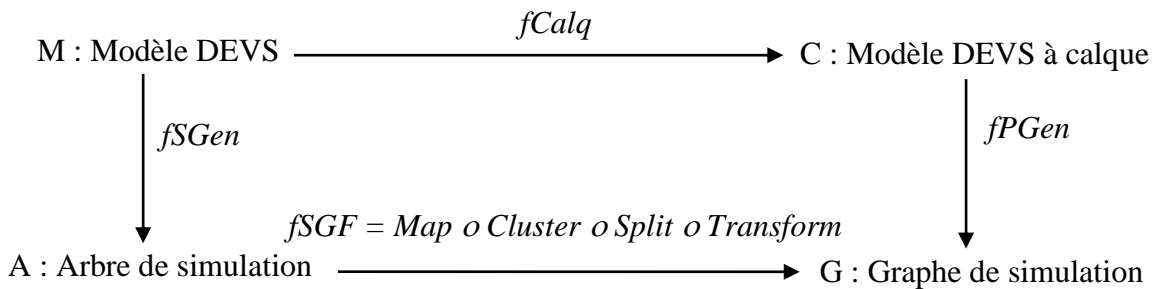 fCalq
M : Modèle DEVS
C : Modèle DEVS à calque
fSGen
fPGen
fSGF = Map o Cluster o Split o Transform
A : Arbre de simulation
G : Graphe de simulation